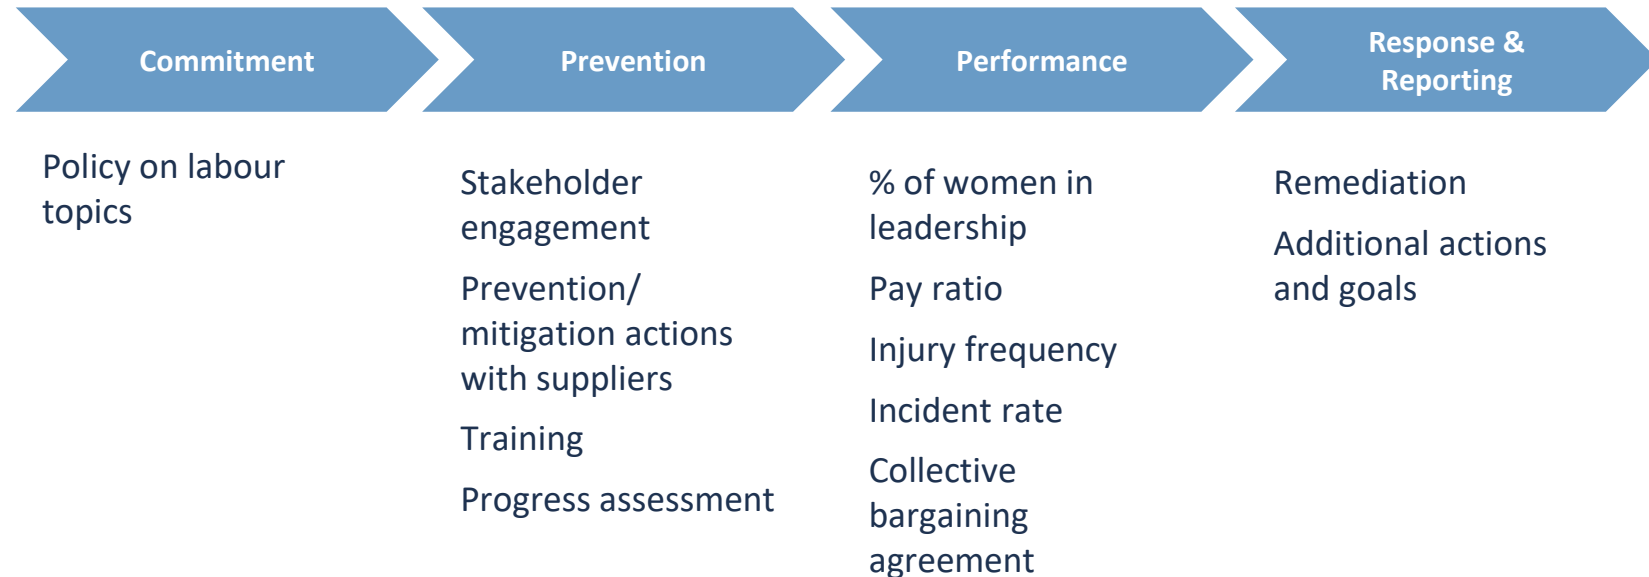 Commitment
Prevention
Performance
Response &
Reporting
Policy on labour
topics
Stakeholder
engagement
Prevention/
mitigation actions
with suppliers
Training
Progress assessment
% of women in
leadership
Pay ratio
Injury frequency
Incident rate
Collective
bargaining
agreement
Remediation
Additional actions
and goals